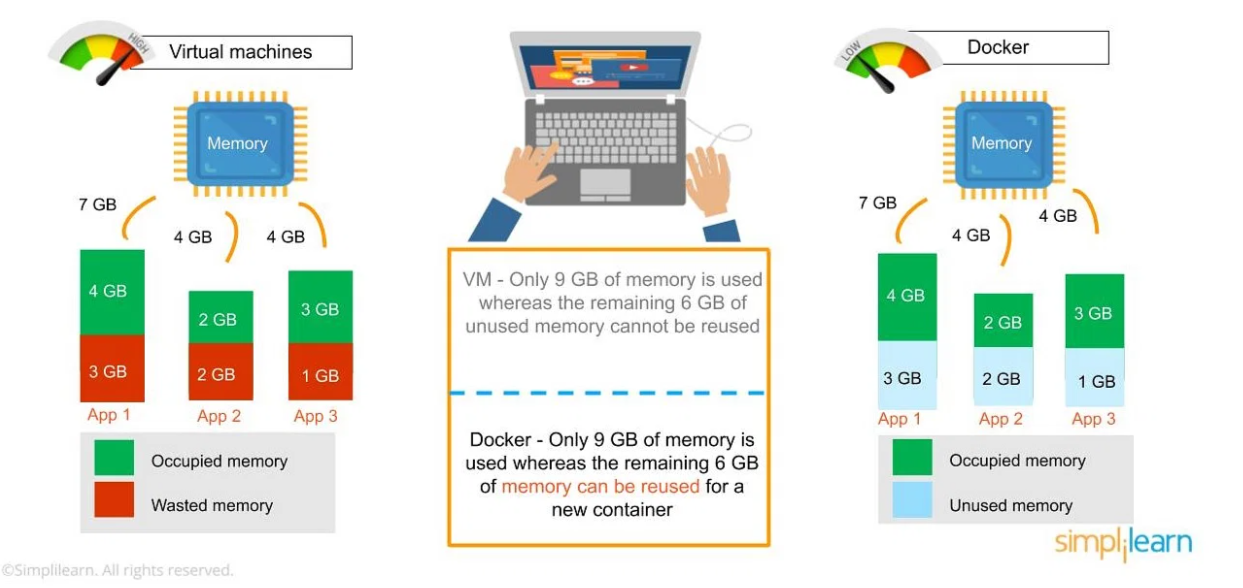 HIGH
Virtual machines
Memory
7 GB
4 GB
4 GB
4 GB
3 GB
2 GB
2 GB
3 GB
1 GB
App 1
App 2
App 3
Occupied memory
Wasted memory
VM - Only 9 GB of memory is used
whereas the remaining 6 GB of
unused memory cannot be reused
Docker - Only 9 GB of memory is
used whereas the remaining 6 GB
of memory can be reused for a
new container
LOW
Docker
Memory
7 GB
4 GB
4 GB
4 GB
3 GB
2 GB
2 GB
3 GB
1 GB
App 1
App 2
App 3
Occupied memory
Unused memory
simplilearn
©Simplilearn. All rights reserved.